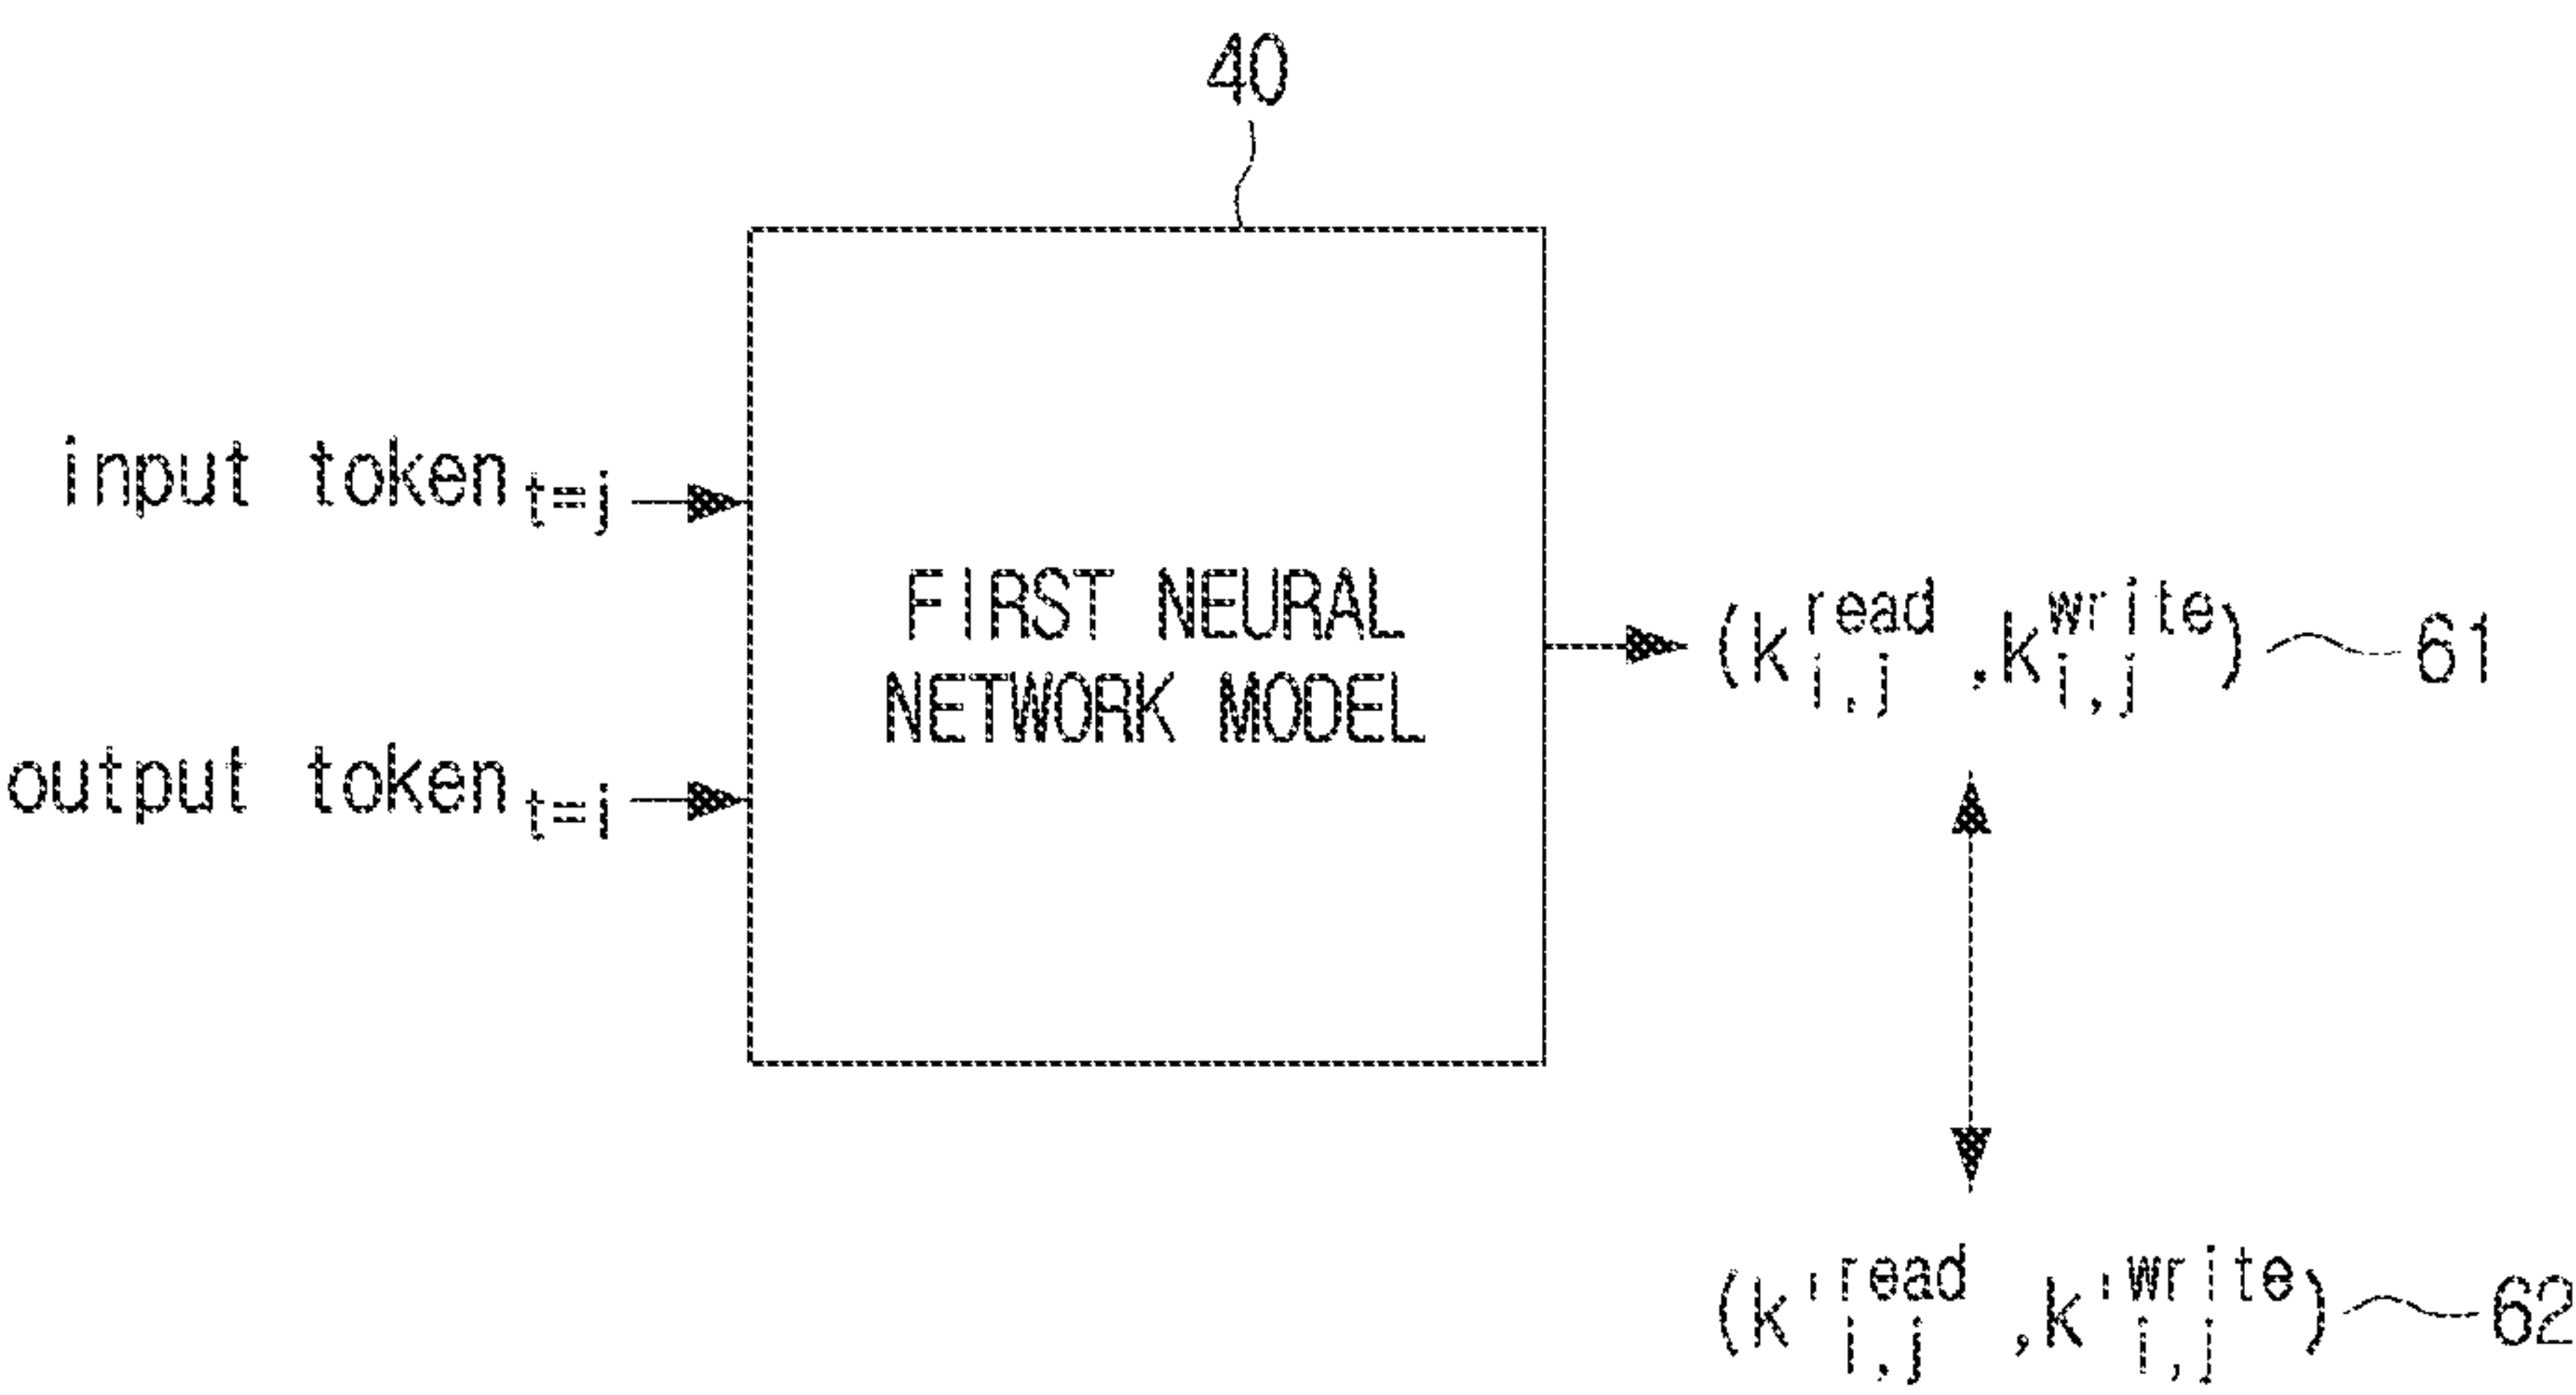 40
input token t=j
output token t=i
FIRST NEURAL
NETWORK MODEL
(k i,j read , k i,j write) 61
(k' i,j read , k' i,j write) 62